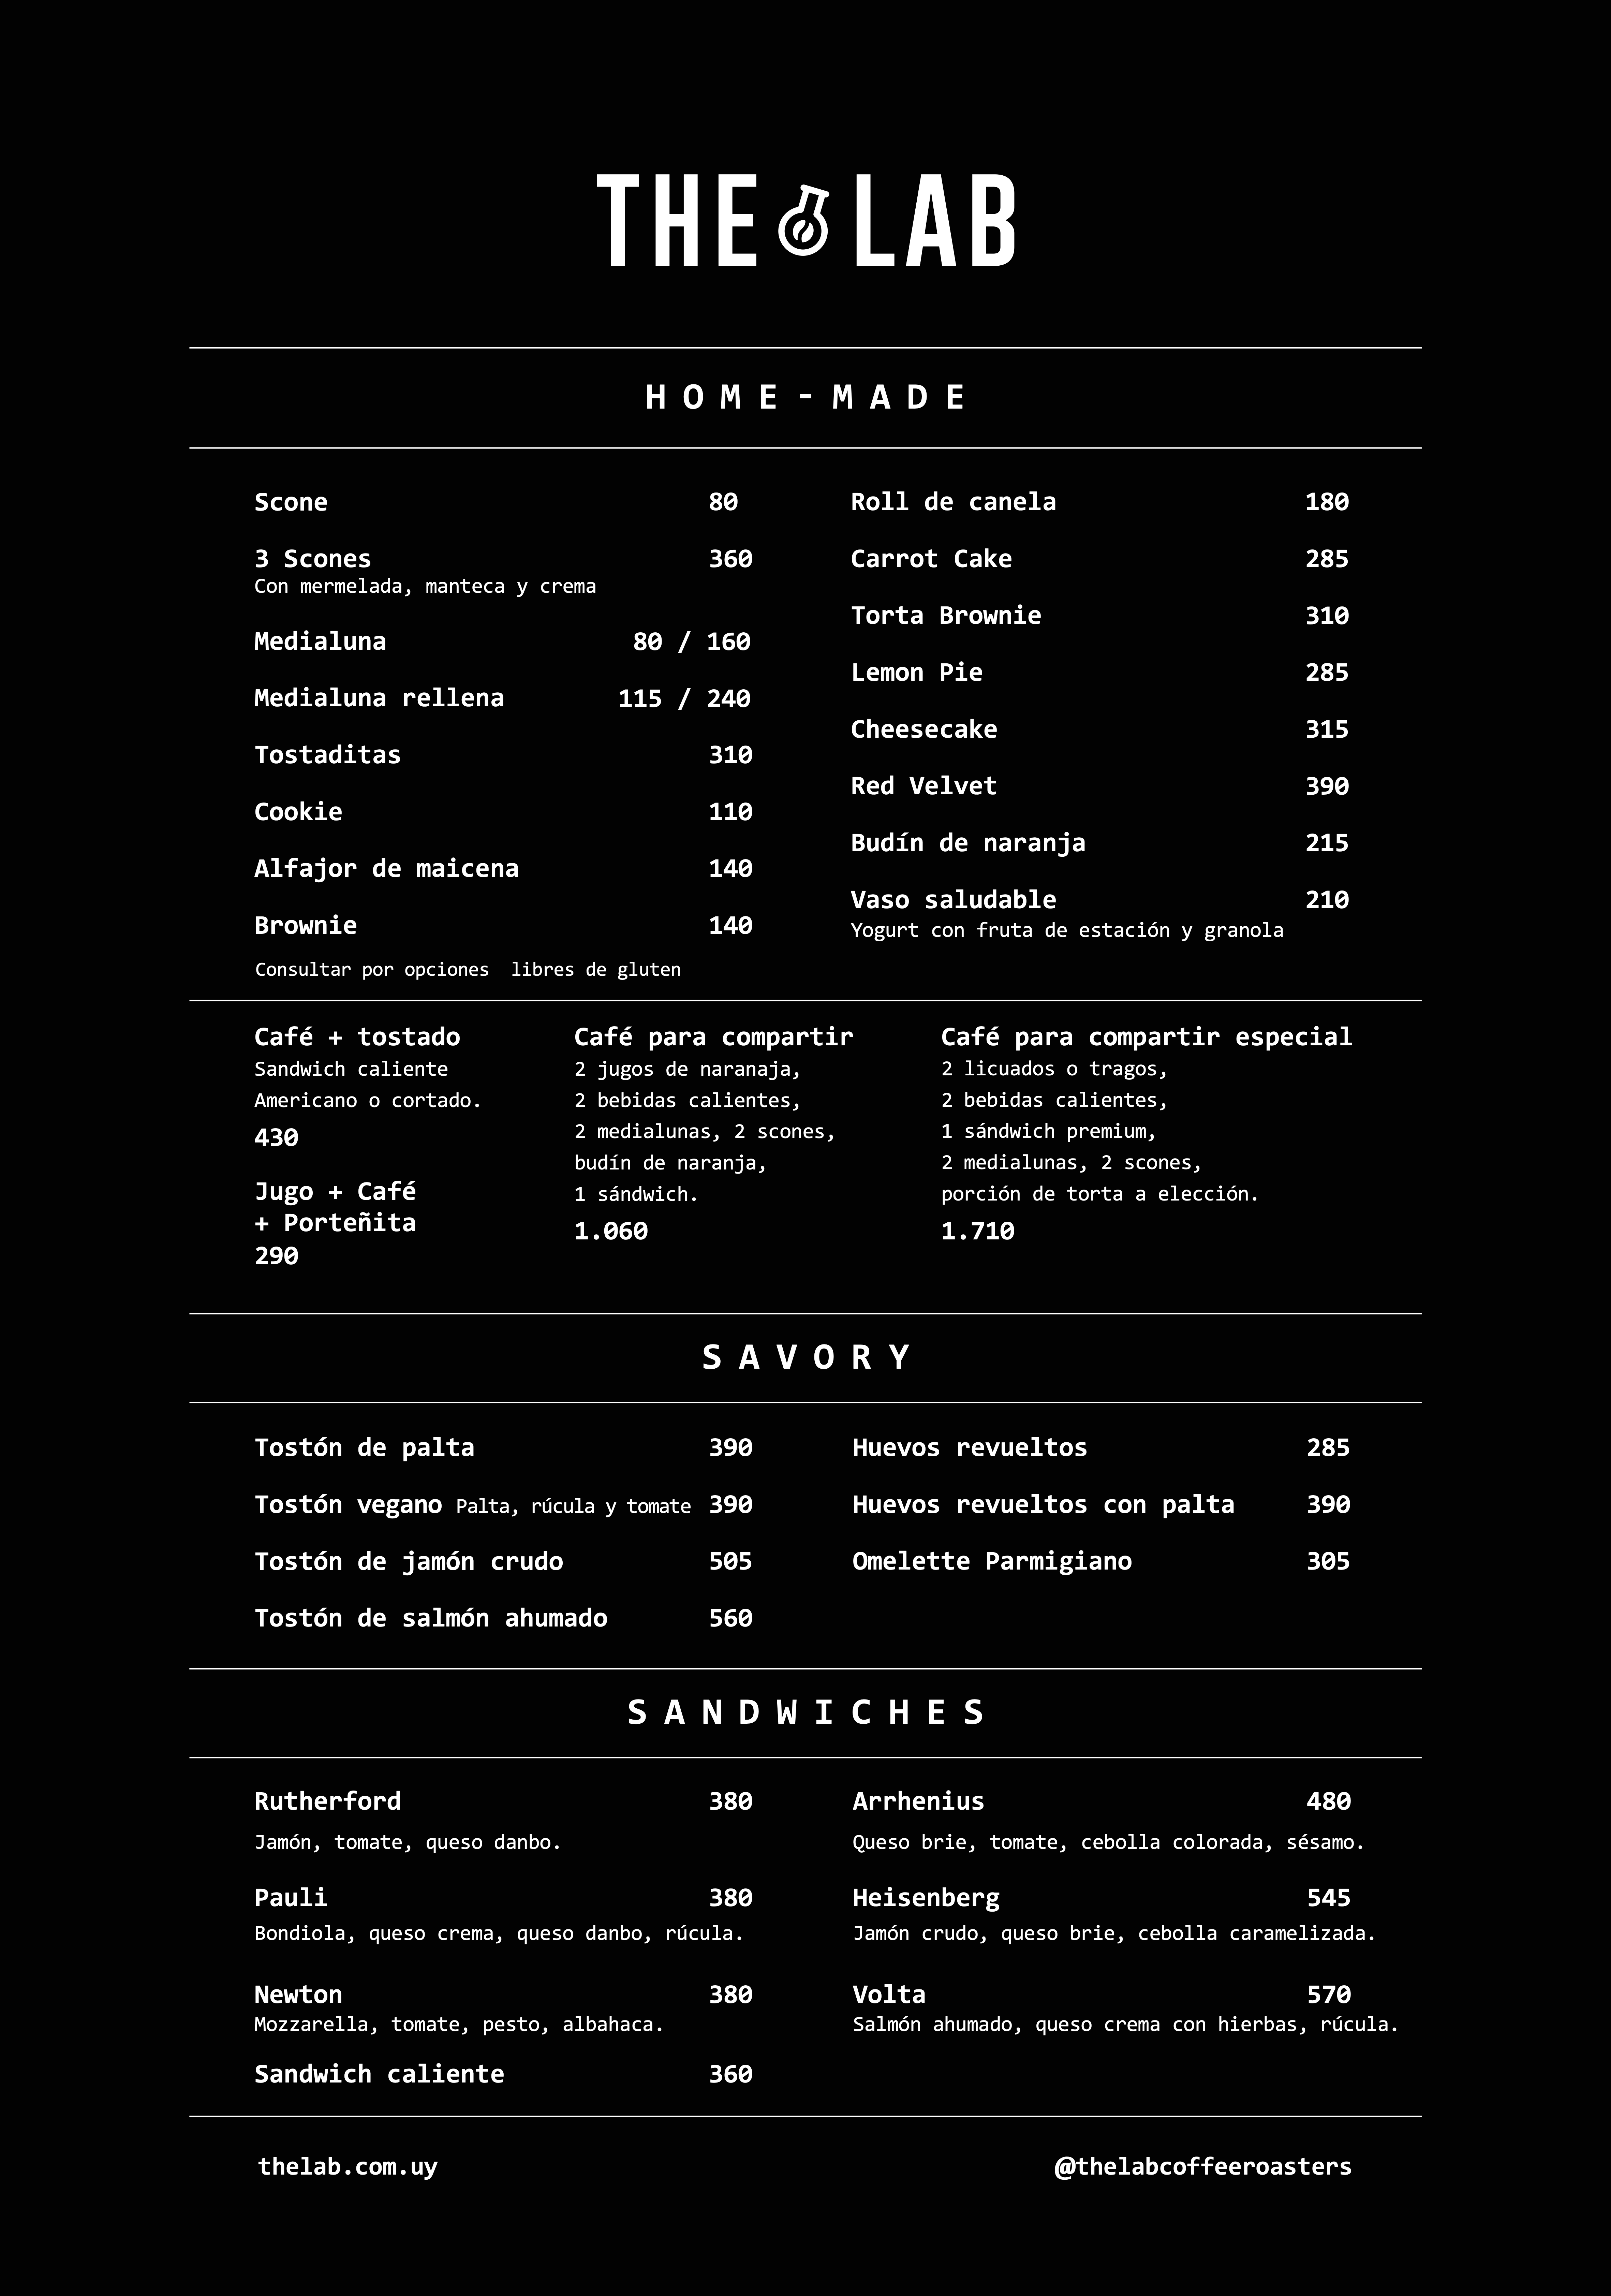 THE LAB
HOME-MADE
Scone 80
3 Scones 360
Con mermelada, manteca y crema
Medialuna 80 / 160
Medialuna rellena 115 / 240
Tostaditas 310
Cookie 110
Alfajor de maicena 140
Brownie 140
Consultar por opciones libres de gluten
Roll de canela 180
Carrot Cake 285
Torta Brownie 310
Lemon Pie 285
Cheesecake 315
Red Velvet 390
Budín de naranja 215
Vaso saludable 210
Yogurt con fruta de estación y granola
Café + tostado
Sandwich caliente
Americano o cortado.
430
Jugo + Café
+ Porteñita
290
Café para compartir
2 jugos de naranaja,
2 bebidas calientes,
2 medialunas, 2 scones,
budín de naranja,
1 sándwich.
1.060
Café para compartir especial
2 licuados o tragos,
2 bebidas calientes,
1 sándwich premium,
2 medialunas, 2 scones,
porción de torta a elección.
1.710
SAVORY
Tostón de palta 390
Tostón vegano Palta, rúcula y tomate 390
Tostón de jamón crudo 505
Tostón de salmón ahumado 560
Huevos revueltos 285
Huevos revueltos con palta 390
Omelette Parmigiano 305
SANDWICHES
Rutherford 380
Jamón, tomate, queso danbo.
Pauli 380
Bondiola, queso crema, queso danbo, rúcula.
Newton 380
Mozzarella, tomate, pesto, albahaca.
Sandwich caliente 360
Arrhenius 480
Queso brie, tomate, cebolla colorada, sésamo.
Heisenberg 545
Jamón crudo, queso brie, cebolla caramelizada.
Volta 570
Salmón ahumado, queso crema con hierbas, rúcula.
thelab.com.uy
@thelabcoffeeroasters